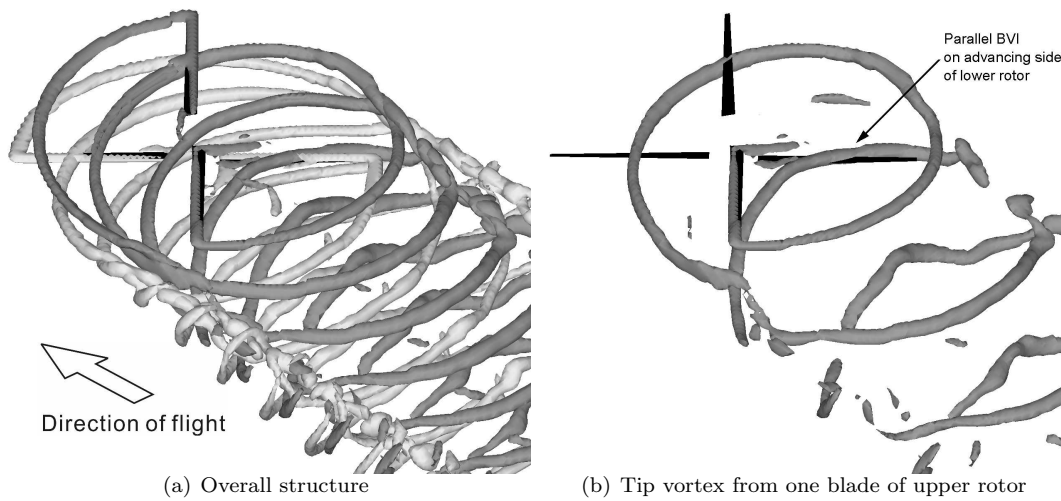 Parallel BVI
on advancing side
of lower rotor
Direction of flight
(a) Overall structure
(b) Tip vortex from one blade of upper rotor